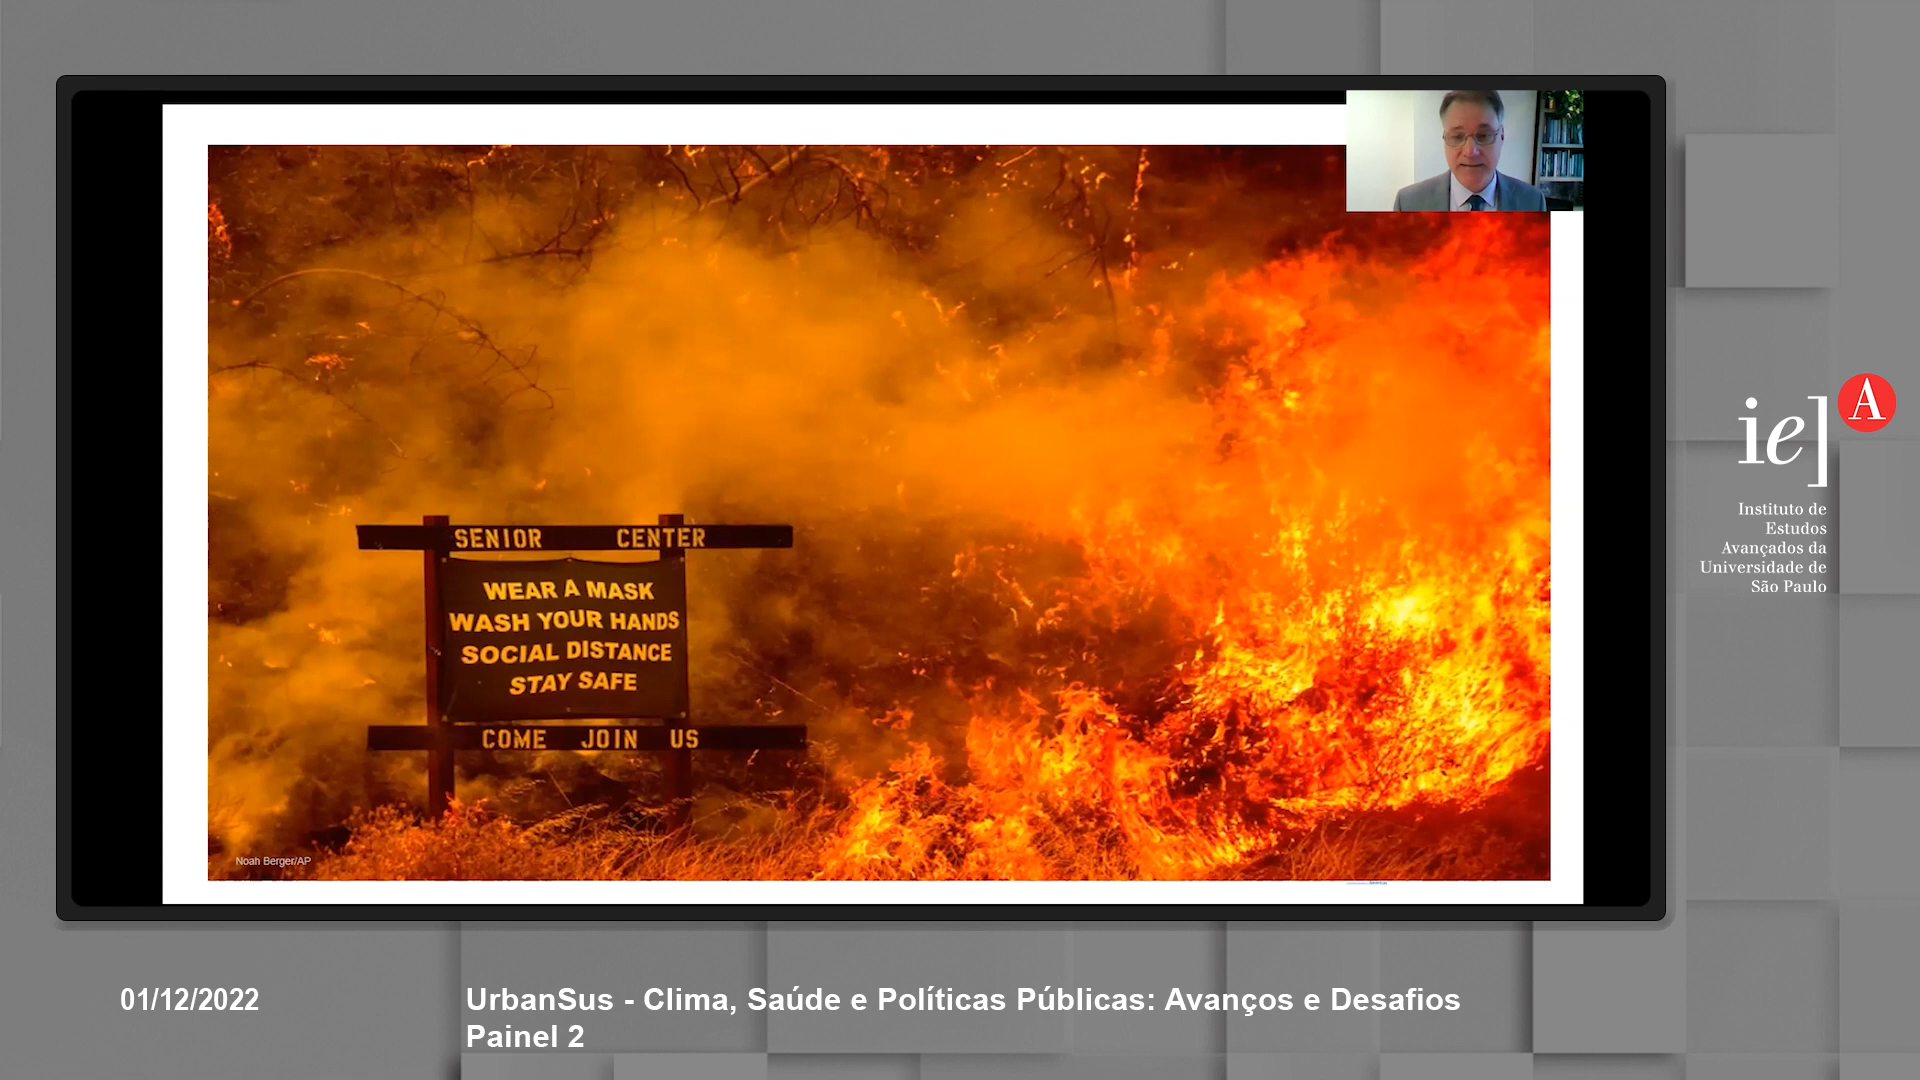 SENIOR CENTER
WEAR A MASK
WASH YOUR HANDS
SOCIAL DISTANCE
STAY SAFE
COME JOIN US
Noah Berger/AP
ie]A
Instituto de
Estudos
Avançados da
Universidade de
São Paulo
01/12/2022
UrbanSus - Clima, Saúde e Políticas Públicas: Avanços e Desafios
Painel 2